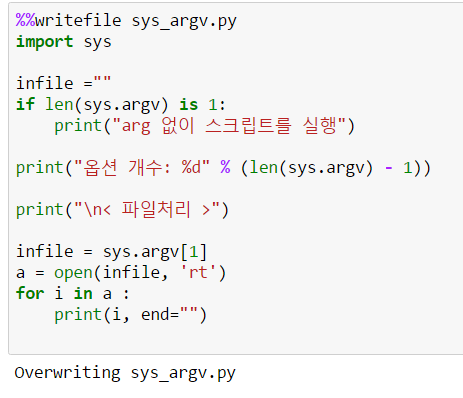 %%writefile sys_argv.py
import sys
infile =""
if len(sys.argv) is 1:
    print("arg 없이 스크립트를 실행")
print("옵션 개수: %d" % (len(sys.argv) - 1))
print("\n< 파일처리 >")
infile = sys.argv[1]
a = open(infile, 'rt')
for i in a :
    print(i, end="")
Overwriting sys_argv.py